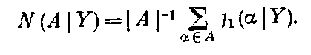 N (A | Y) = | A |⁻¹ ∑ η (α | Y).
α ∈ A